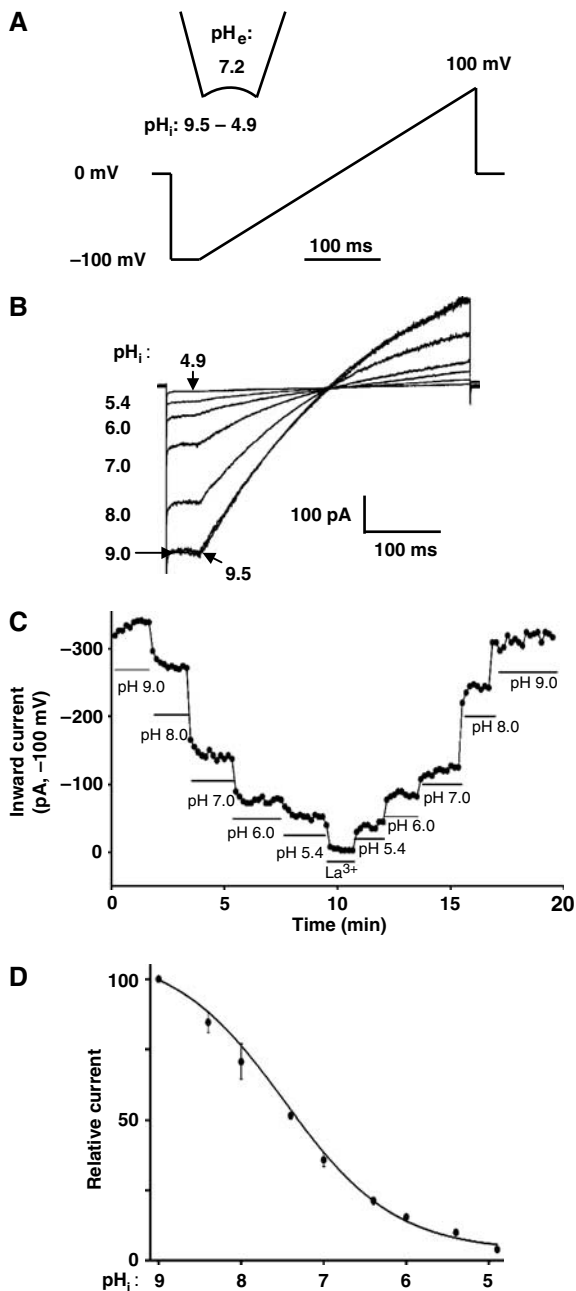 A
pHe:
7.2
100 mV
pHi: 9.5 – 4.9
0 mV
100 ms
–100 mV
B
pHi :
4.9
5.4
6.0
7.0
8.0
100 pA
100 ms
9.0
9.5
C
Inward current
(pA, –100 mV)
–300
–200
–100
0
pH 9.0
pH 8.0
pH 7.0
pH 6.0
pH 5.4
La3+
pH 5.4
pH 6.0
pH 7.0
pH 8.0
pH 9.0
0 5 10 15 20
Time (min)
D
Relative current
100
50
0
pHi : 9 8 7 6 5